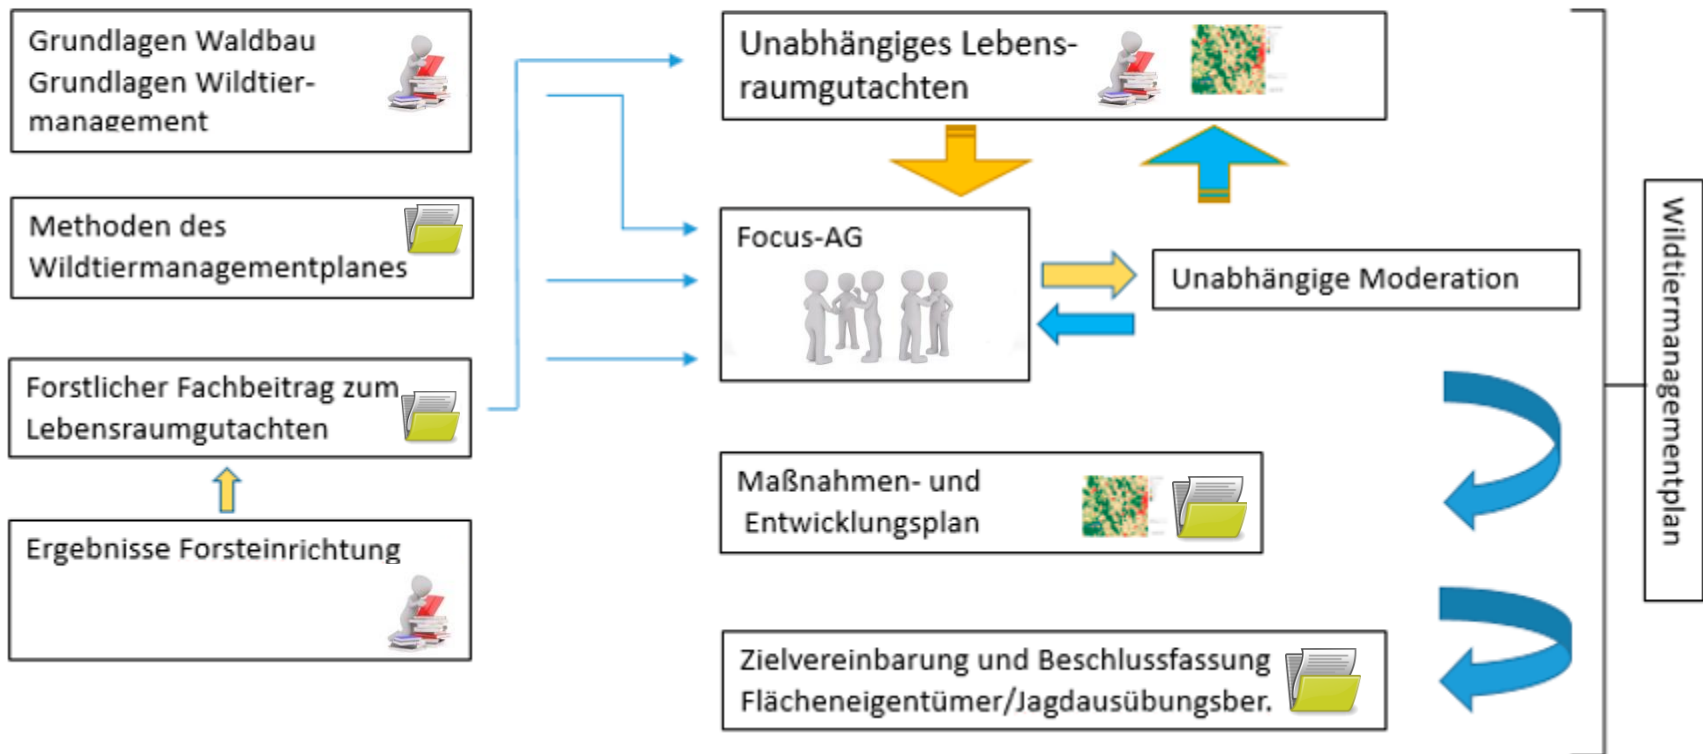 Grundlagen Waldbau
Grundlagen Wildtier-
management
Methoden des
Wildtiermanagementplanes
Forstlicher Fachbeitrag zum
Lebensraumgutachten
Ergebnisse Forsteinrichtung
Unabhängiges Lebens-
raumgutachten
Focus-AG
Unabhängige Moderation
Maßnahmen- und
Entwicklungsplan
Zielvereinbarung und Beschlussfassung
Flächeneigentümer/Jagdausübungsber.
Wildtiermanagementplan